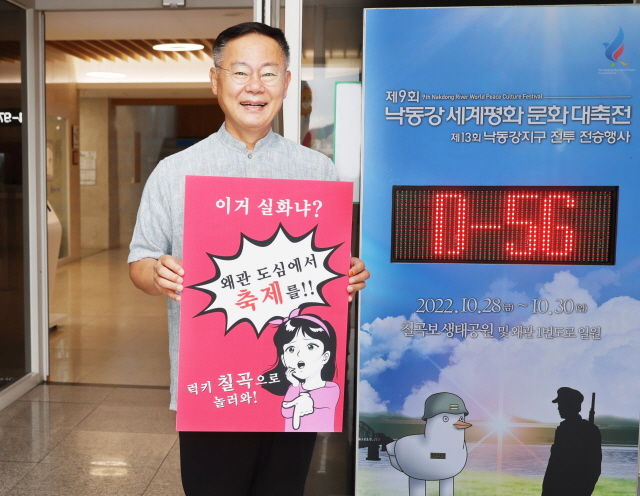 이거 실화냐?
왜관 도심에서
축제를!!
럭키 칠곡으로
놀러와!
제9회
9th Nakdong River World Peace Culture Festival
낙동강 세계평화 문화 대축전
제13회 낙동강지구 전투 전승행사
D-56
2022. 10. 28(금) ~ 10. 30(일)
칠곡보 생태공원 및 왜관 1번도로 일원